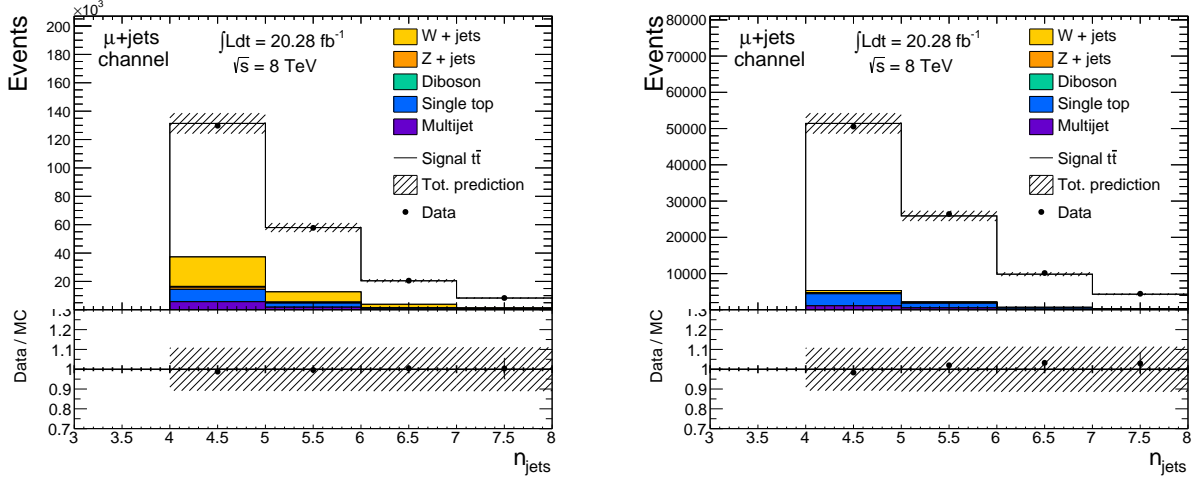 ×10³
Events
200
180
160
140
120
100
80
60
40
20
μ+jets
channel
∫Ldt = 20.28 fb⁻¹
√s = 8 TeV
W + jets
Z + jets
Diboson
Single top
Multijet
Signal tt̄
Tot. prediction
Data
Data / MC
1.3
1.2
1.1
1
0.9
0.8
0.7
3 3.5 4 4.5 5 5.5 6 6.5 7 7.5 8
n_jets
Events
80000
70000
60000
50000
40000
30000
20000
10000
μ+jets
channel
∫Ldt = 20.28 fb⁻¹
√s = 8 TeV
W + jets
Z + jets
Diboson
Single top
Multijet
Signal tt̄
Tot. prediction
Data
Data / MC
1.3
1.2
1.1
1
0.9
0.8
0.7
3 3.5 4 4.5 5 5.5 6 6.5 7 7.5 8
n_jets